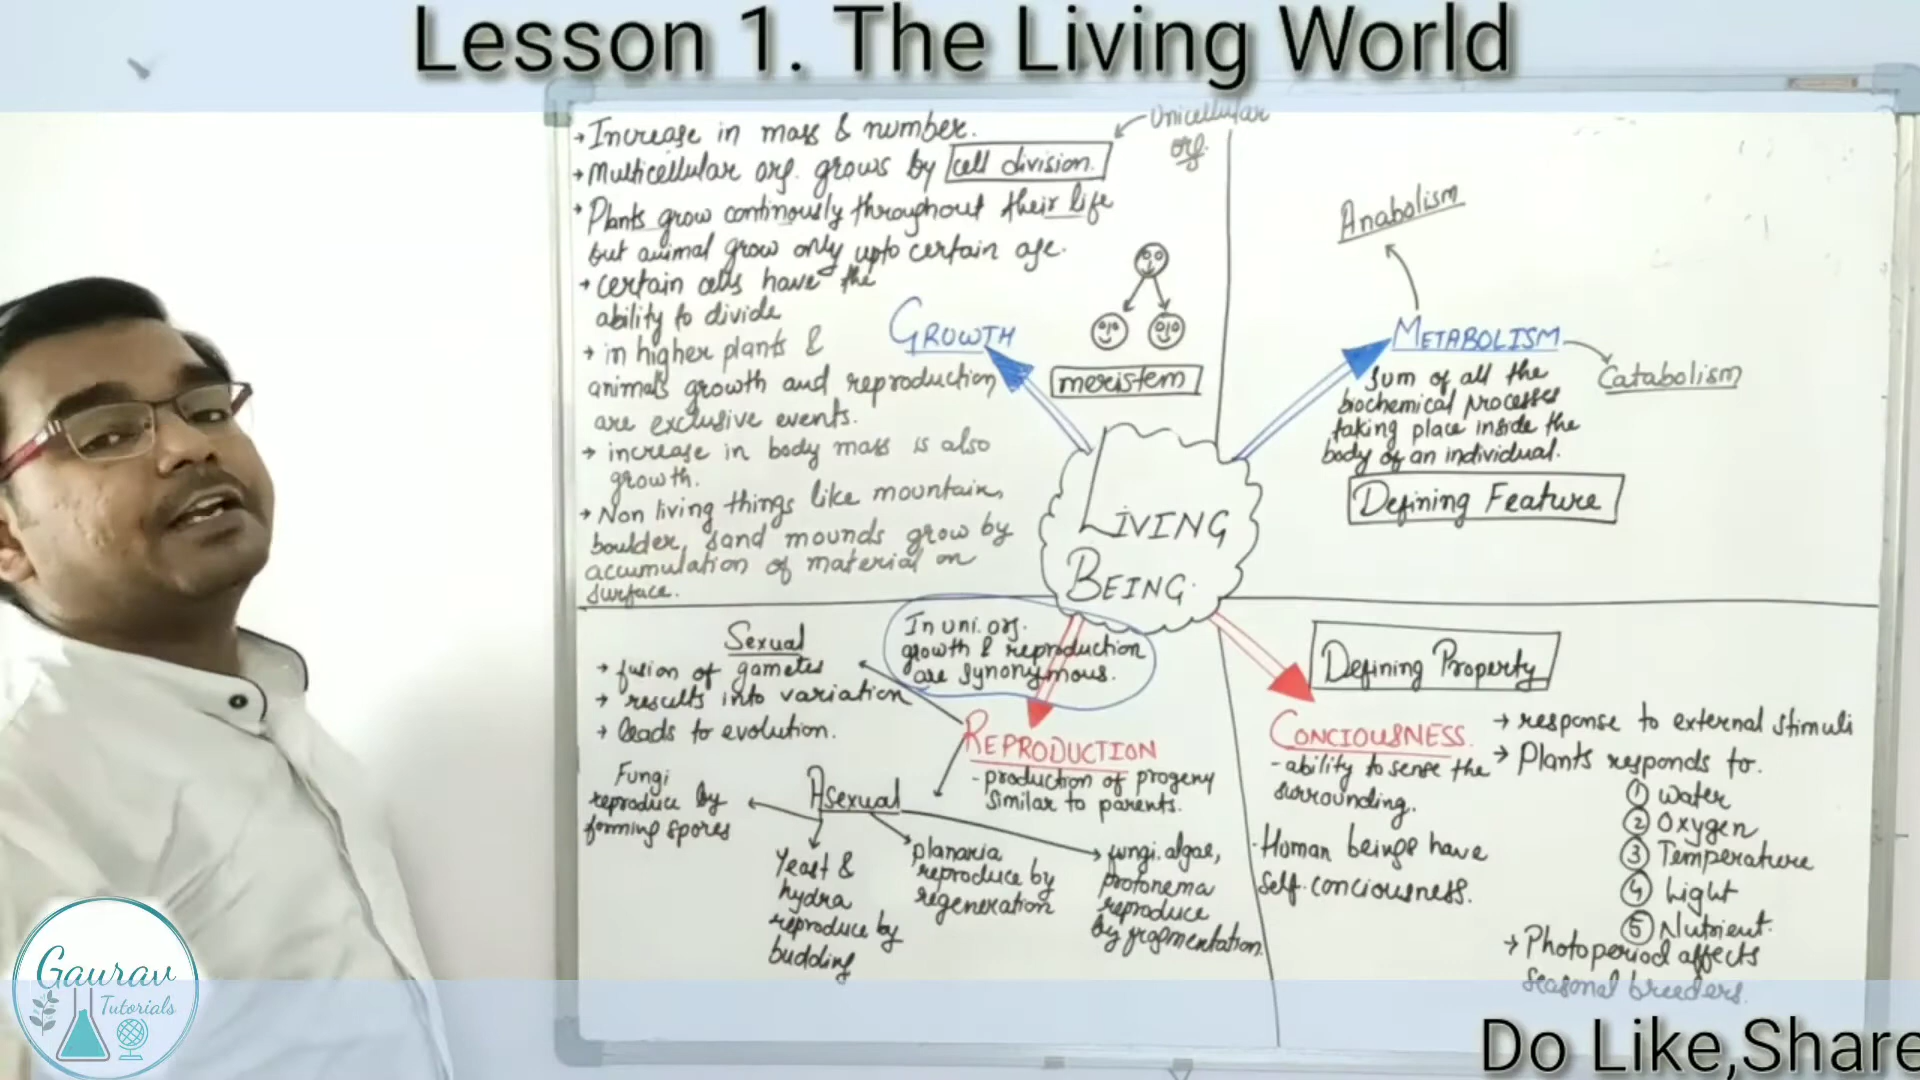 Lesson 1. The Living World
→ Increase in mass & number.
Unicellular
org.
→ Multicellular org. grows by cell division.
→ Plants grow continously throughout their life
but animal grow only upto certain age.
→ certain cells have the
ability to divide
→ in higher plants &
animals growth and reproduction
are exclusive events.
→ increase in body mass is also
growth.
→ Non living things like mountain,
boulder, sand mounds grow by
accumulation of material on
surface.
GROWTH
meristem
Anabolism
METABOLISM
Catabolism
Sum of all the
biochemical processes
taking place inside the
body of an individual.
Defining Feature
LIVING
BEING.
In uni. org.
growth & reproduction
are synonymous.
Sexual
→ fusion of gametes
→ results into variation
→ leads to evolution.
REPRODUCTION
- production of progeny
similar to parents.
Asexual
Fungi
reproduce by
forming spores
Yeast &
hydra
reproduce by
budding
planaria
reproduce by
regeneration
fungi, algae,
protonema
reproduce
by fragmentation.
Defining Property
CONCIOUSNESS.
- ability to sense the
surrounding.
· Human beings have
self-conciousness.
→ response to external stimuli
→ Plants responds to.
① water
② Oxygen
③ Temperature
④ Light
⑤ Nutrient.
→ Photoperiod affects
seasonal breeders.
Gaurav
Tutorials
Do Like,Share